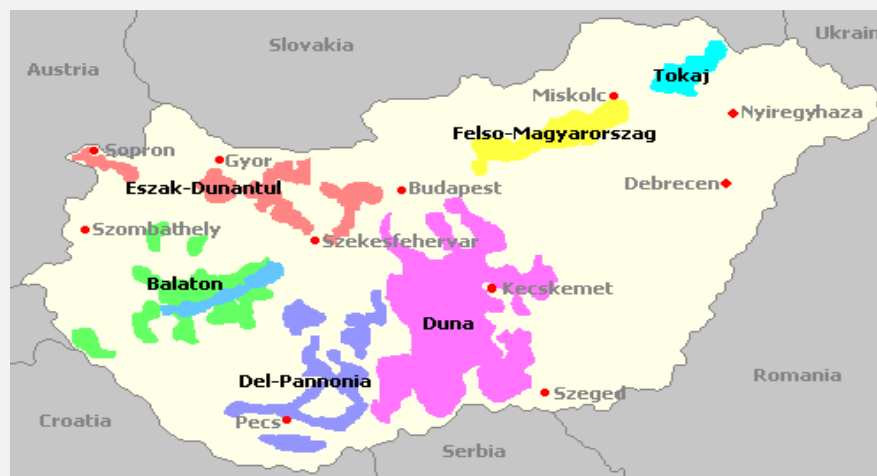 Slovakia
Ukrain
Austria
Tokaj
Miskolc
Nyiregyhaza
Felso-Magyarorszag
Sopron
Gyor
Eszak-Dunantul
Budapest
Debrecen
Szombathely
Szekesfehervar
Balaton
Kecskemet
Duna
Del-Pannonia
Romania
Szeged
Croatia
Pecs
Serbia